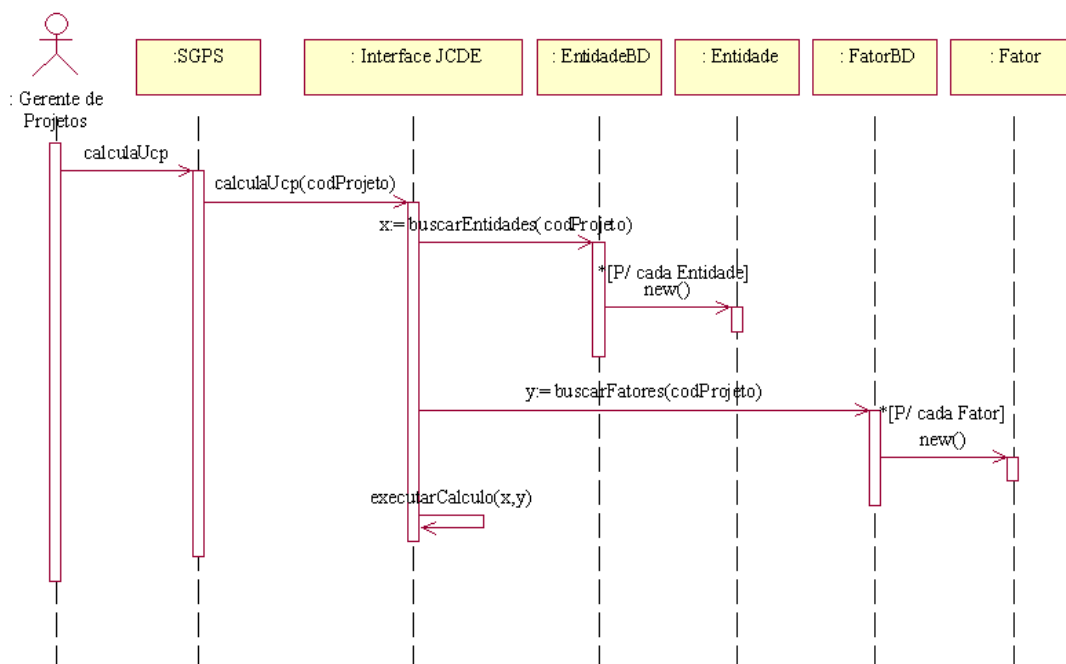 :SGPS
: Interface JCDE
: EntidadeBD
: Entidade
: FatorBD
: Fator
: Gerente de
Projetos
calculaUcp
calculaUcp(codProjeto)
x:= buscarEntidades(codProjeto)
*[P/ cada Entidade]
new()
y:= buscarFatores(codProjeto)
*[P/ cada Fator]
new()
executarCalculo(x,y)